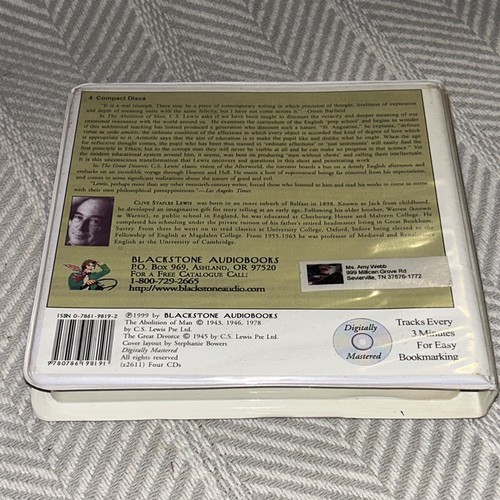 4 Compact Discs
"It is a real triumph. There may be a piece of contemporary writing in which precision of thought, liveliness of expression
and depth of meaning unite with the same felicity, but I have not come across it."—Owen Barfield
In The Abolition of Man, C.S. Lewis asks if we have been taught to discount the veracity and deeper meaning of our
emotional resonance with the world around us. He examines the curriculum of the English "prep school" and begins to wonder
if this subliminal teaching has indeed produced a generation who discount such a nature. "St. Augustine," he explains, "defines
virtue as ordo amoris, the ordinate condition of the affections in which every object is accorded that kind of degree of love which
is appropriate to it. Aristotle says that the aim of education is to make the pupil like and dislike what he ought. When the age
for reflective thought comes, the pupil who has been thus trained in 'ordinate affections' or 'just sentiments' will easily find the
first principle in Ethics; but to the corrupt man they will never be visible at all and he can make no progress in that science." Yet
the modern educational system around him, it seems, was bent on producing "men without chests" and calling them intellectuals.
It is this unconscious transformation that Lewis uncovers and questions in this short and penetrating work
In The Great Divorce, C.S. Lewis' classic vision of the Afterworld, the narrator boards a bus on a drizzly English afternoon and
embarks on an incredible voyage through Heaven and Hell. He meets a host of supernatural beings far removed from his expectations
and comes to some significant realizations about the nature of good and evil.
"Lewis, perhaps more than any other twentieth-century writer, forced those who listened to him and read his works to come to terms
with their own philosophical presuppositions."—Los Angeles Times
Clive Staples Lewis was born in an inner suburb of Belfast in 1898. Known as Jack from childhood,
he developed an imaginative gift for story telling at an early age. Following his older brother, Warren (known
as Warnie), to public school in England, he was educated at Cherbourg House and Malvern College. He
completed his schooling under the private tutorship of his father's retired headmaster living in Great Bookham,
Surrey. From there he went on to read classics at University College, Oxford, before being elected to the
Fellowship of English at Magdalen College. From 1955-1963 he was professor of Medieval and Renaissance
English at the University of Cambridge.
BLACKSTONE AUDIOBOOKS
P.O. Box 969, Ashland, OR 97520
For a Free Catalogue Call:
1-800-729-2665
http://www.blackstoneaudio.com
Ms. Amy Webb
999 Millican Grove Rd
Sevierville, TN 37876-1772
ISBN 0-7861-9819-2
9780786198191
℗1999 by BLACKSTONE AUDIOBOOKS
The Abolition of Man © 1943, 1946, 1978
by C.S. Lewis Pte Ltd.
The Great Divorce © 1945 by C.S. Lewis Pte Ltd.
Cover layout by Stephanie Bowers
Digitally Mastered
All rights reserved
(z2611) Four CDs
Digitally
Mastered
Tracks Every
3 Minutes
For Easy
Bookmarking